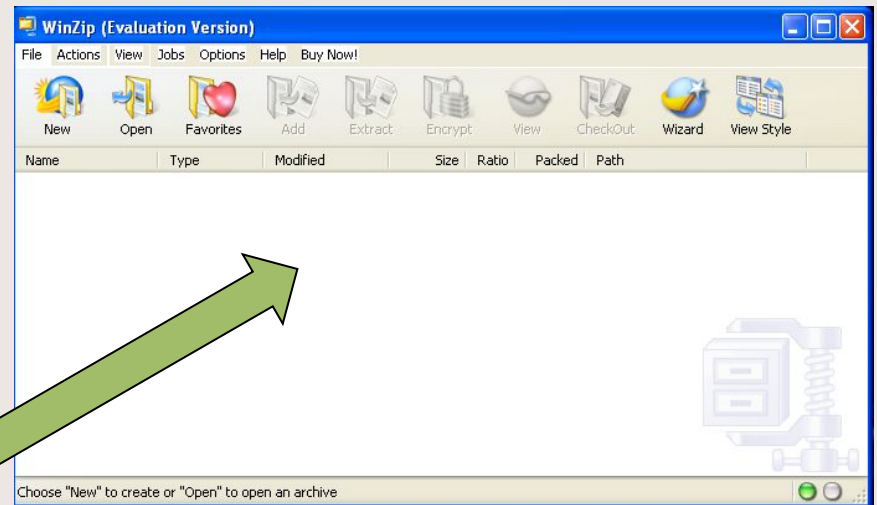 WinZip (Evaluation Version)
File Actions View Jobs Options Help Buy Now!
New Open Favorites Add Extract Encrypt View CheckOut Wizard View Style
Name Type Modified Size Ratio Packed Path
Choose "New" to create or "Open" to open an archive